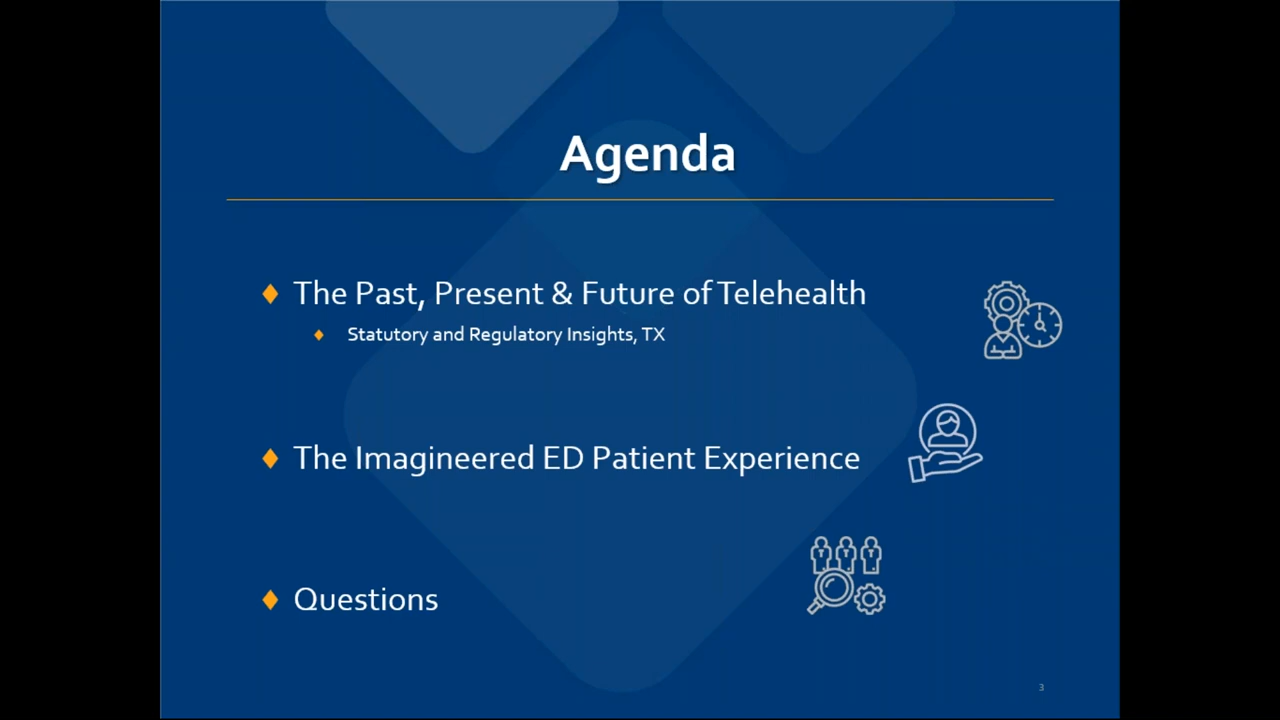 Agenda
The Past, Present & Future of Telehealth
Statutory and Regulatory Insights, TX
The Imagineered ED Patient Experience
Questions
3